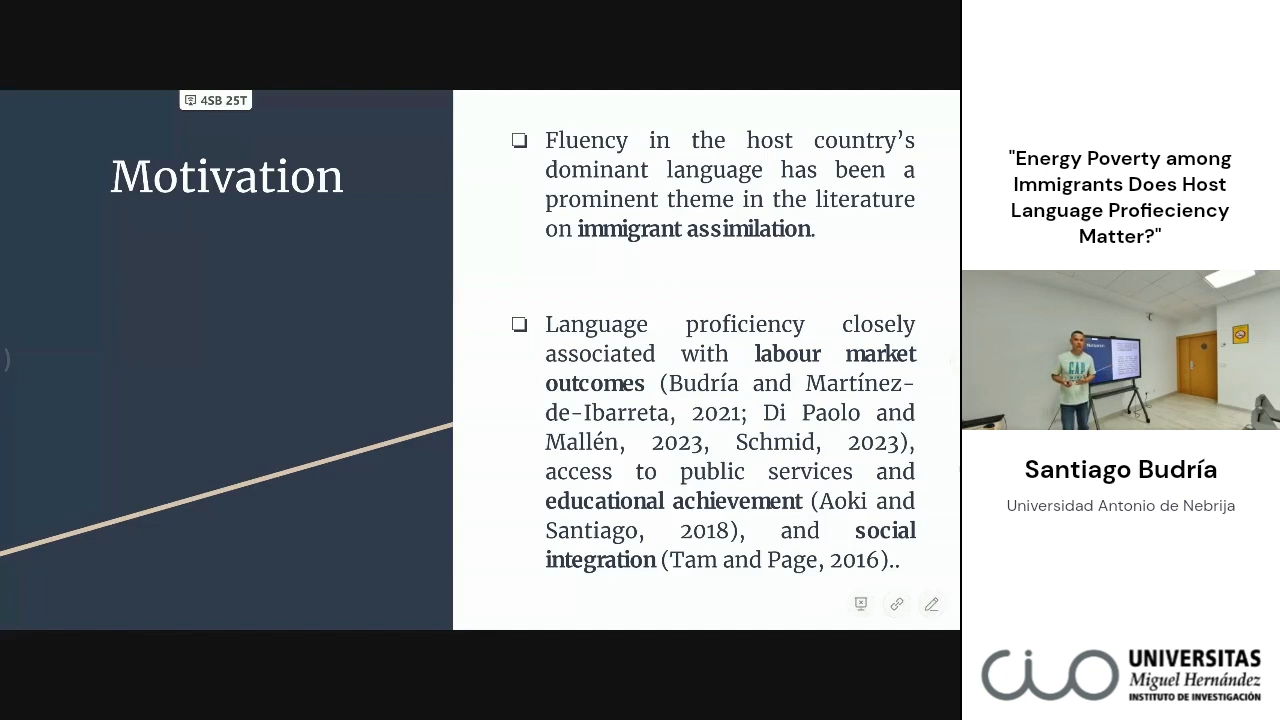 4SB 25T
Motivation
❏ Fluency in the host country’s
dominant language has been a
prominent theme in the literature
on immigrant assimilation.
❏ Language proficiency closely
associated with labour market
outcomes (Budría and Martínez-
de-Ibarreta, 2021; Di Paolo and
Mallén, 2023, Schmid, 2023),
access to public services and
educational achievement (Aoki and
Santiago, 2018), and social
integration (Tam and Page, 2016)..
"Energy Poverty among
Immigrants Does Host
Language Profieciency
Matter?"
GAP
Santiago Budría
Universidad Antonio de Nebrija
CIO
UNIVERSITAS
Miguel Hernández
INSTITUTO DE INVESTIGACIÓN